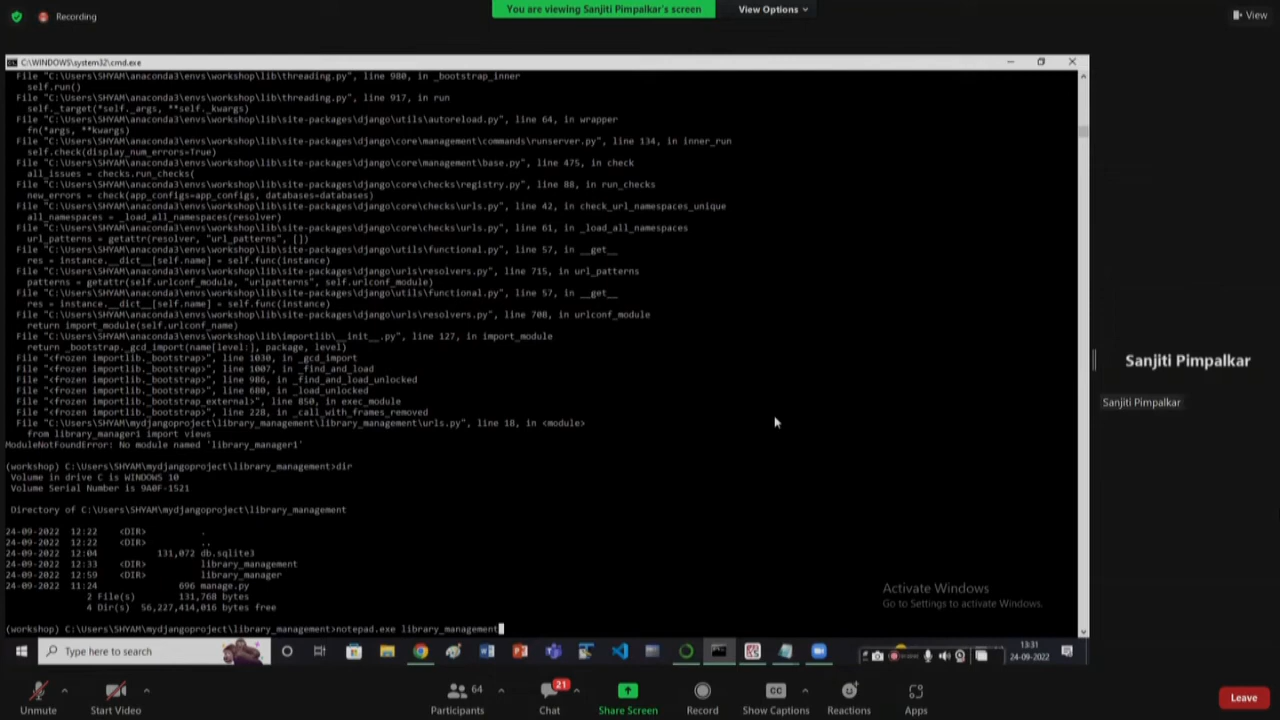 Recording
You are viewing Sanjiti Pimpalkar's screen
View Options
View
C:\WINDOWS\system32\cmd.exe
File "C:\Users\SHYAM\anaconda3\envs\workshop\lib\threading.py", line 980, in _bootstrap_inner
self.run()
File "C:\Users\SHYAM\anaconda3\envs\workshop\lib\threading.py", line 917, in run
self._target(*self._args, **self._kwargs)
File "C:\Users\SHYAM\anaconda3\envs\workshop\lib\site-packages\django\utils\autoreload.py", line 64, in wrapper
fn(*args, **kwargs)
File "C:\Users\SHYAM\anaconda3\envs\workshop\lib\site-packages\django\core\management\commands\runserver.py", line 134, in inner_run
self.check(display_num_errors=True)
File "C:\Users\SHYAM\anaconda3\envs\workshop\lib\site-packages\django\core\management\base.py", line 475, in check
all_issues = checks.run_checks(
File "C:\Users\SHYAM\anaconda3\envs\workshop\lib\site-packages\django\core\checks\registry.py", line 88, in run_checks
new_errors = check(app_configs=app_configs, databases=databases)
File "C:\Users\SHYAM\anaconda3\envs\workshop\lib\site-packages\django\core\checks\urls.py", line 42, in check_url_namespaces_unique
all_namespaces = _load_all_namespaces(resolver)
File "C:\Users\SHYAM\anaconda3\envs\workshop\lib\site-packages\django\core\checks\urls.py", line 61, in _load_all_namespaces
url_patterns = getattr(resolver, "url_patterns", [])
File "C:\Users\SHYAM\anaconda3\envs\workshop\lib\site-packages\django\utils\functional.py", line 57, in __get__
res = instance.__dict__[self.name] = self.func(instance)
File "C:\Users\SHYAM\anaconda3\envs\workshop\lib\site-packages\django\urls\resolvers.py", line 715, in url_patterns
patterns = getattr(self.urlconf_module, "urlpatterns", self.urlconf_module)
File "C:\Users\SHYAM\anaconda3\envs\workshop\lib\site-packages\django\utils\functional.py", line 57, in __get__
res = instance.__dict__[self.name] = self.func(instance)
File "C:\Users\SHYAM\anaconda3\envs\workshop\lib\site-packages\django\urls\resolvers.py", line 708, in urlconf_module
return import_module(self.urlconf_name)
File "C:\Users\SHYAM\anaconda3\envs\workshop\lib\importlib\__init__.py", line 127, in import_module
return _bootstrap._gcd_import(name[level:], package, level)
File "<frozen importlib._bootstrap>", line 1030, in _gcd_import
File "<frozen importlib._bootstrap>", line 1007, in _find_and_load
File "<frozen importlib._bootstrap>", line 986, in _find_and_load_unlocked
File "<frozen importlib._bootstrap>", line 680, in _load_unlocked
File "<frozen importlib._bootstrap_external>", line 850, in exec_module
File "<frozen importlib._bootstrap>", line 228, in _call_with_frames_removed
File "C:\Users\SHYAM\mydjangoproject\library_management\library_management\urls.py", line 18, in <module>
from library_manager1 import views
ModuleNotFoundError: No module named 'library_manager1'
(workshop) C:\Users\SHYAM\mydjangoproject\library_management>dir
Volume in drive C is WINDOWS 10
Volume Serial Number is 9A0F-1521
Directory of C:\Users\SHYAM\mydjangoproject\library_management
24-09-2022 12:22 <DIR> .
24-09-2022 12:22 <DIR> ..
24-09-2022 12:04 131,072 db.sqlite3
24-09-2022 12:33 <DIR> library_management
24-09-2022 12:59 <DIR> library_manager
24-09-2022 11:24 696 manage.py
2 File(s) 131,768 bytes
4 Dir(s) 56,227,414,016 bytes free
(workshop) C:\Users\SHYAM\mydjangoproject\library_management>notepad.exe library_management
Sanjiti Pimpalkar
Sanjiti Pimpalkar
Activate Windows
Go to Settings to activate Windows.
Type here to search
13:31
24-09-2022
Unmute
Start Video
64
Participants
21
Chat
Share Screen
Record
CC
Show Captions
Reactions
Apps
Leave